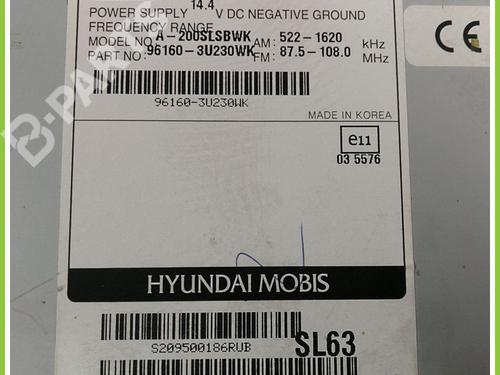 POWER SUPPLY 14.4 V DC NEGATIVE GROUND
FREQUENCY RANGE
MODEL NO. A-200SLSBWK AM: 522-1620 kHz
PART NO: 96160-3U230WK FM: 87.5-108.0 MHz
96160-3U230WK
MADE IN KOREA
e11
03 5576
CE
B-PARTS
HYUNDAI MOBIS
S209500186RUB
SL63